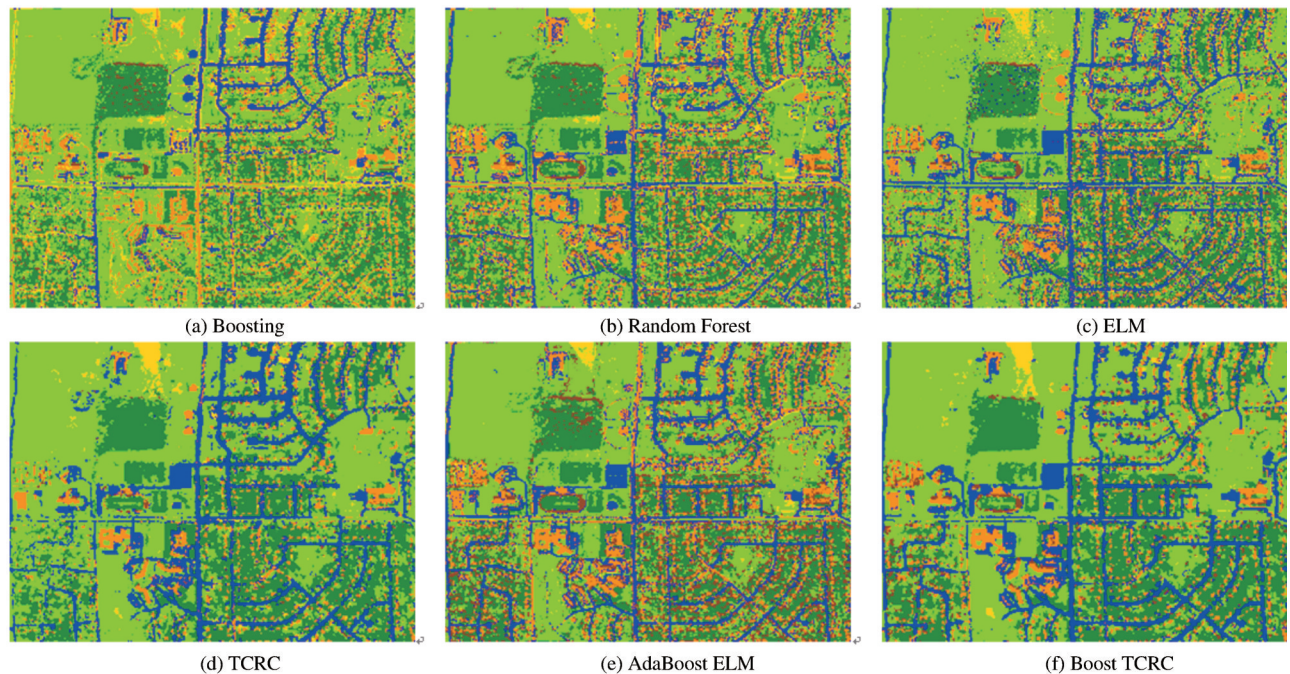 (a) Boosting
(b) Random Forest
(c) ELM
(d) TCRC
(e) AdaBoost ELM
(f) Boost TCRC